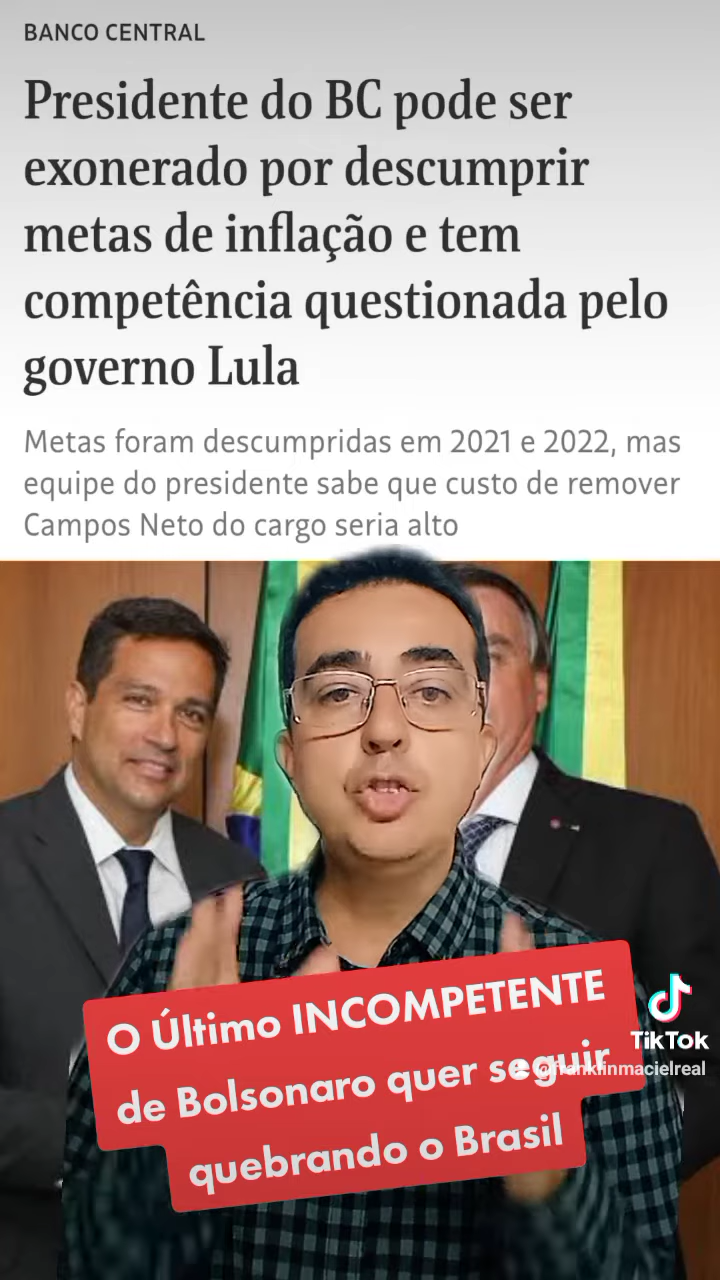 BANCO CENTRAL
Presidente do BC pode ser
exonerado por descumprir
metas de inflação e tem
competência questionada pelo
governo Lula
Metas foram descumpridas em 2021 e 2022, mas
equipe do presidente sabe que custo de remover
Campos Neto do cargo seria alto
O Último INCOMPETENTE
de Bolsonaro quer seguir
quebrando o Brasil
TikTok
@franklinmacielreal